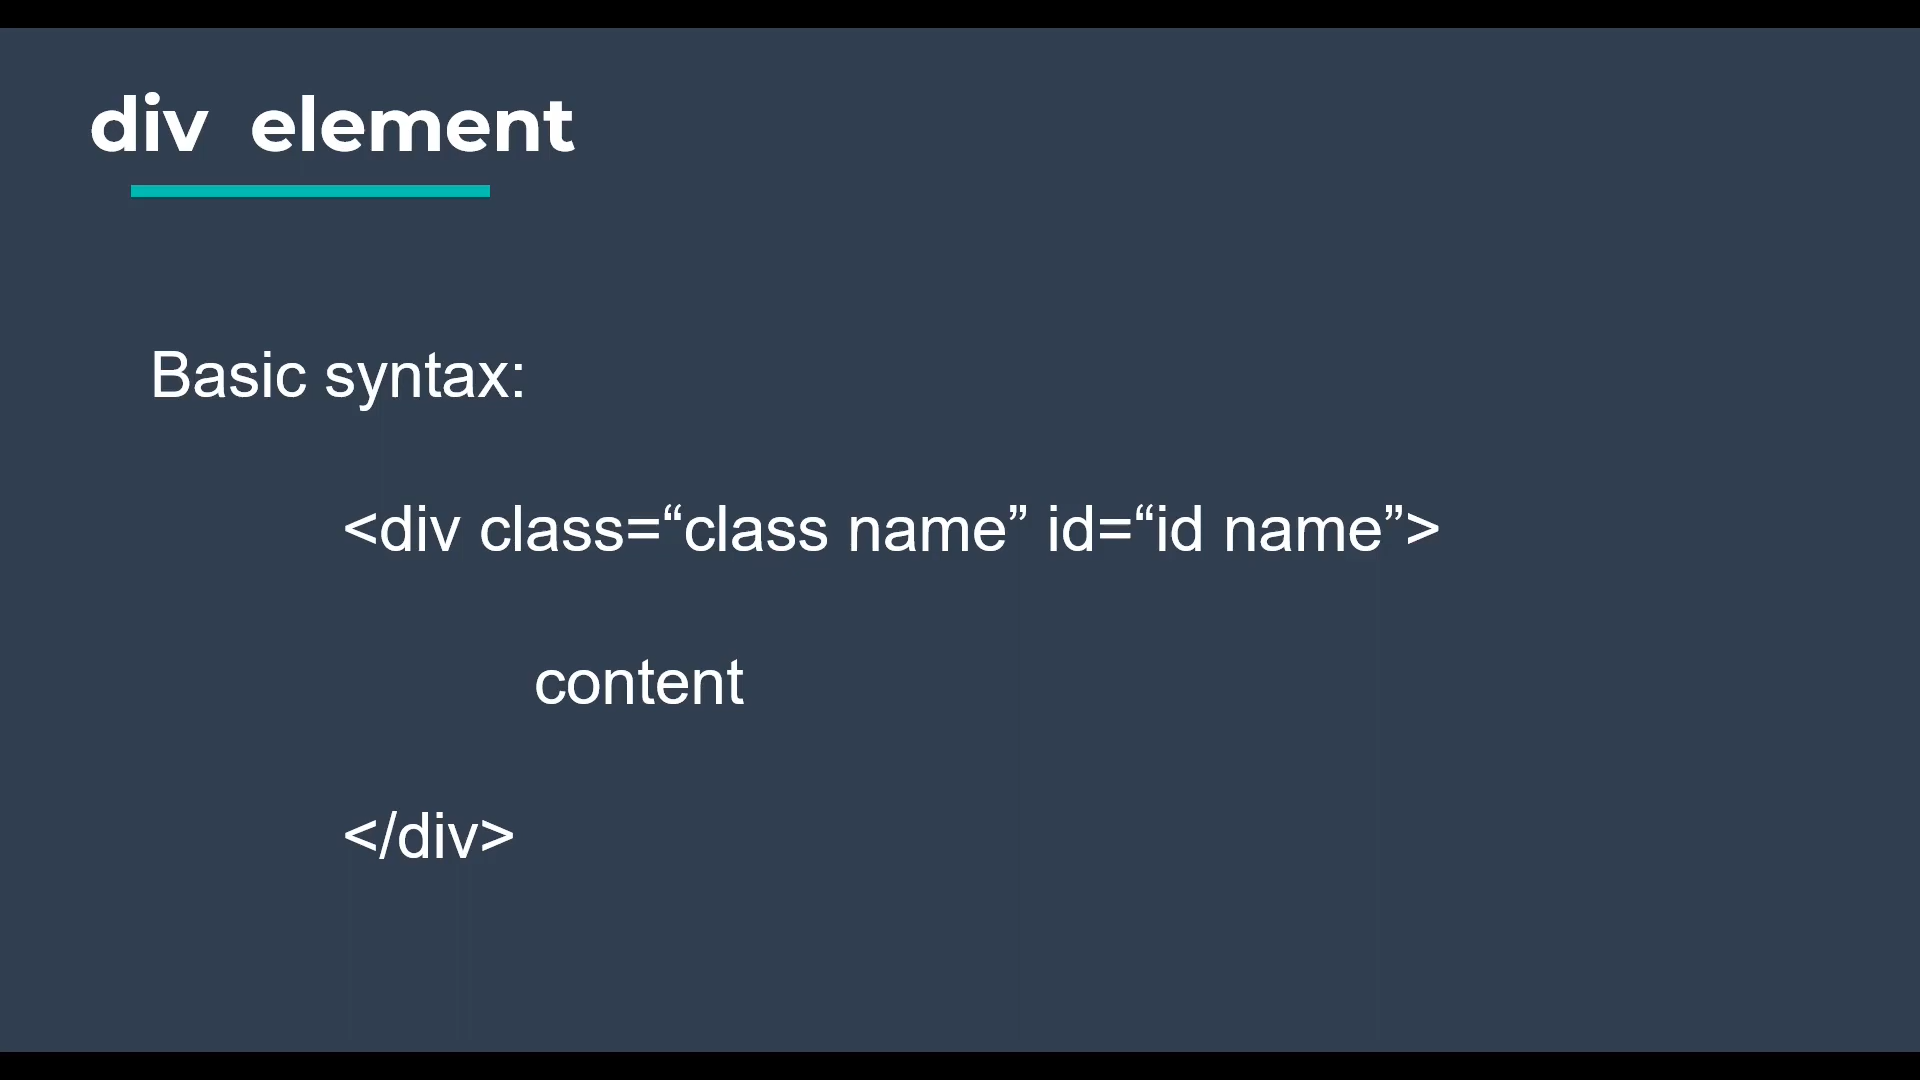 div element
Basic syntax:
<div class=“class name” id=“id name”>
content
</div>